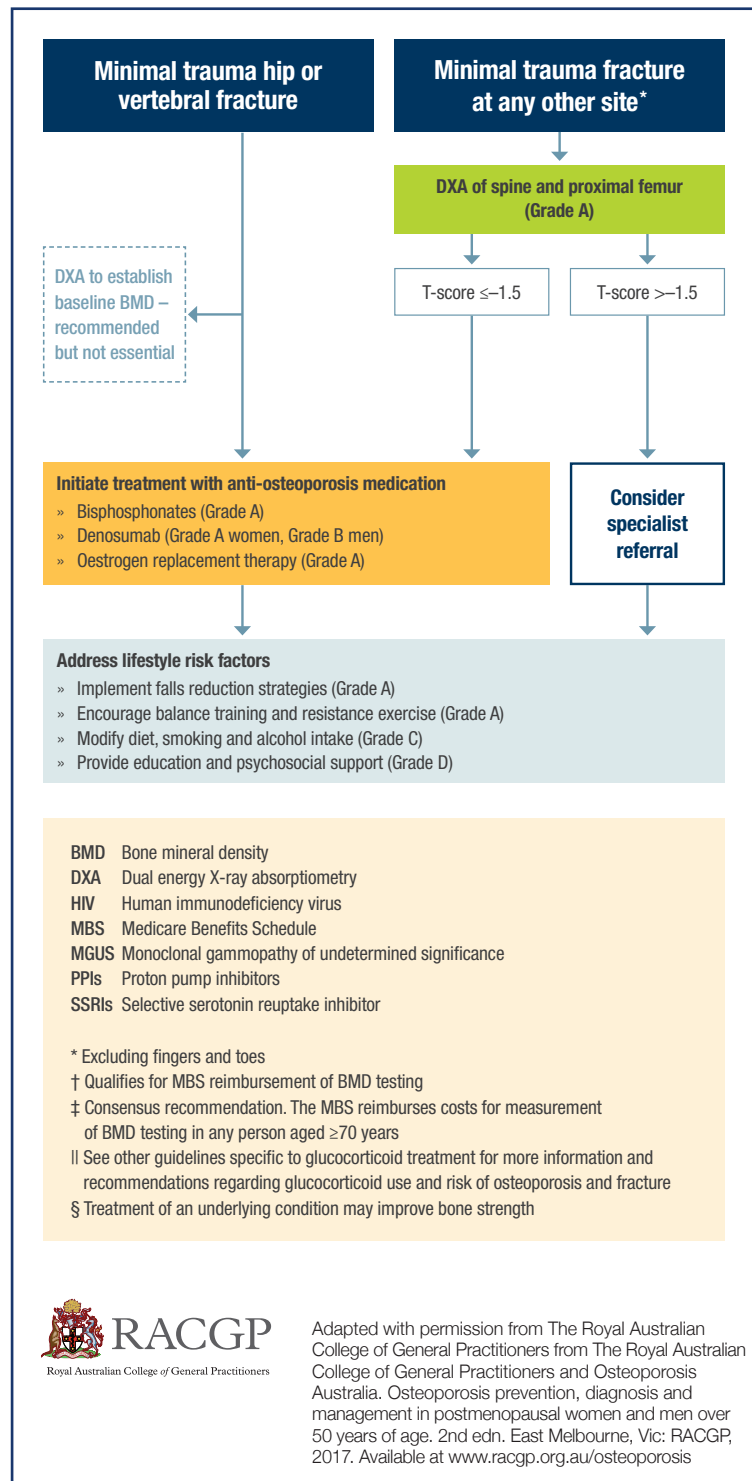 Minimal trauma hip or
vertebral fracture
Minimal trauma fracture
at any other site*
DXA of spine and proximal femur
(Grade A)
DXA to establish
baseline BMD –
recommended
but not essential
T-score ≤–1.5
T-score >–1.5
Initiate treatment with anti-osteoporosis medication
» Bisphosphonates (Grade A)
» Denosumab (Grade A women, Grade B men)
» Oestrogen replacement therapy (Grade A)
Consider
specialist
referral
Address lifestyle risk factors
» Implement falls reduction strategies (Grade A)
» Encourage balance training and resistance exercise (Grade A)
» Modify diet, smoking and alcohol intake (Grade C)
» Provide education and psychosocial support (Grade D)
BMD Bone mineral density
DXA Dual energy X-ray absorptiometry
HIV Human immunodeficiency virus
MBS Medicare Benefits Schedule
MGUS Monoclonal gammopathy of undetermined significance
PPIs Proton pump inhibitors
SSRIs Selective serotonin reuptake inhibitor
* Excluding fingers and toes
† Qualifies for MBS reimbursement of BMD testing
‡ Consensus recommendation. The MBS reimburses costs for measurement
of BMD testing in any person aged ≥70 years
|| See other guidelines specific to glucocorticoid treatment for more information and
recommendations regarding glucocorticoid use and risk of osteoporosis and fracture
§ Treatment of an underlying condition may improve bone strength
RACGP
Royal Australian College of General Practitioners
Adapted with permission from The Royal Australian
College of General Practitioners from The Royal Australian
College of General Practitioners and Osteoporosis
Australia. Osteoporosis prevention, diagnosis and
management in postmenopausal women and men over
50 years of age. 2nd edn. East Melbourne, Vic: RACGP,
2017. Available at www.racgp.org.au/osteoporosis